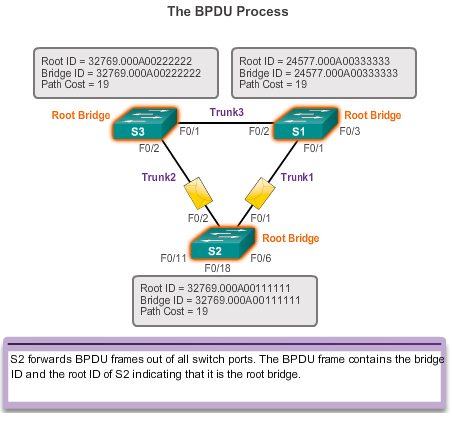 The BPDU Process
Root ID = 32769.000A00222222
Bridge ID = 32769.000A00222222
Path Cost = 19
Root ID = 24577.000A00333333
Bridge ID = 24577.000A00333333
Path Cost = 19
Root Bridge
Trunk3
Root Bridge
S3
F0/1
F0/2
S1
F0/3
F0/2
F0/1
Trunk2
Trunk1
F0/2
F0/1
S2
Root Bridge
F0/11
F0/6
F0/18
Root ID = 32769.000A00111111
Bridge ID = 32769.000A00111111
Path Cost = 19
S2 forwards BPDU frames out of all switch ports. The BPDU frame contains the bridge
ID and the root ID of S2 indicating that it is the root bridge.